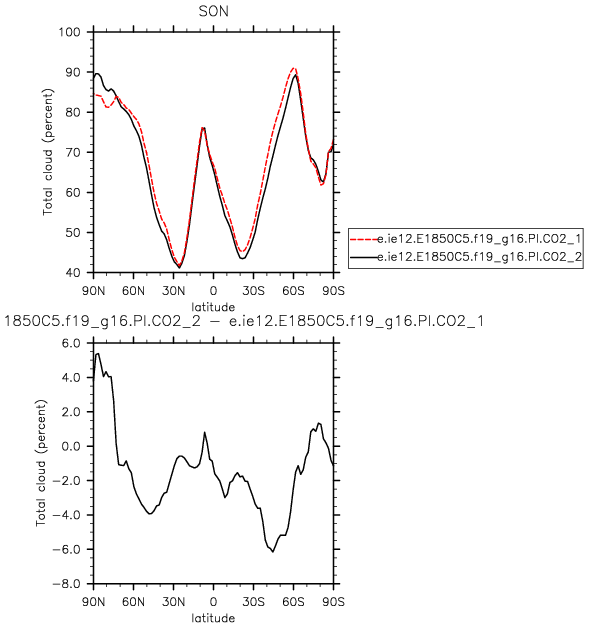 SON
100
90
80
70
60
50
40
Total cloud (percent)
90N 60N 30N 0 30S 60S 90S
latitude
e.ie12.E1850C5.f19_g16.PI.CO2_1
e.ie12.E1850C5.f19_g16.PI.CO2_2
1850C5.f19_g16.PI.CO2_2 - e.ie12.E1850C5.f19_g16.PI.CO2_1
6.0
4.0
2.0
0.0
-2.0
-4.0
-6.0
-8.0
Total cloud (percent)
90N 60N 30N 0 30S 60S 90S
latitude